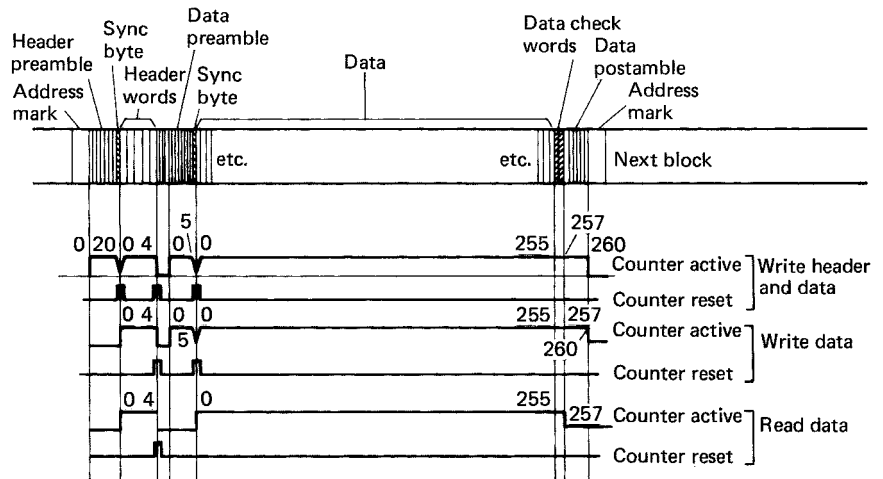 Header
preamble
Address
mark
Sync
byte
Header
words
Data
preamble
Sync
byte
Data
Data check
words
Data
postamble
Address
mark
etc.
etc.
Next block
0 20 0 4 0 5 0 255 257 260
Counter active
Counter reset
Write header
and data
0 4 0 5 0 255 257 260
Counter active
Counter reset
Write data
0 4 0 255 257
Counter active
Counter reset
Read data